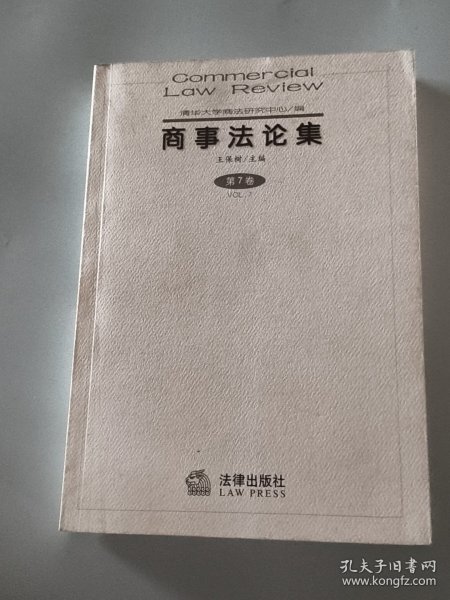 Commercial
Law Review
清华大学商法研究中心/编
商事法论集
王保树/主编
第7卷
VOL.7
法律出版社
LAW PRESS
孔夫子旧书网
www.kongfz.com